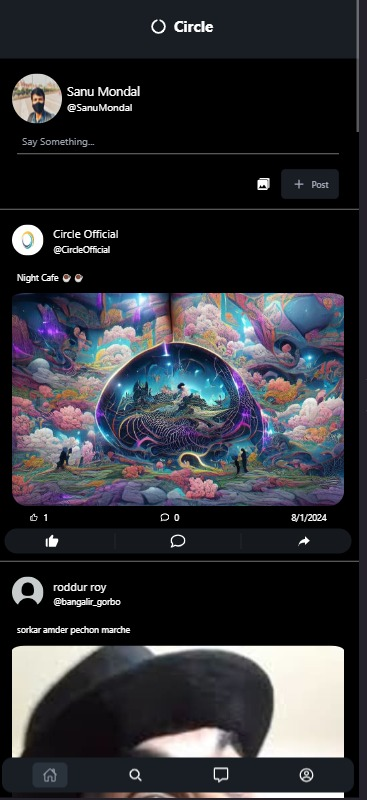 Circle
Sanu Mondal
@SanuMondal
Say Something...
Post
Circle Official
@CircleOfficial
Night Cafe ☕ ☕
1
0
8/1/2024
roddur roy
@bangalir_gorbo
sorkar amder pechon marche